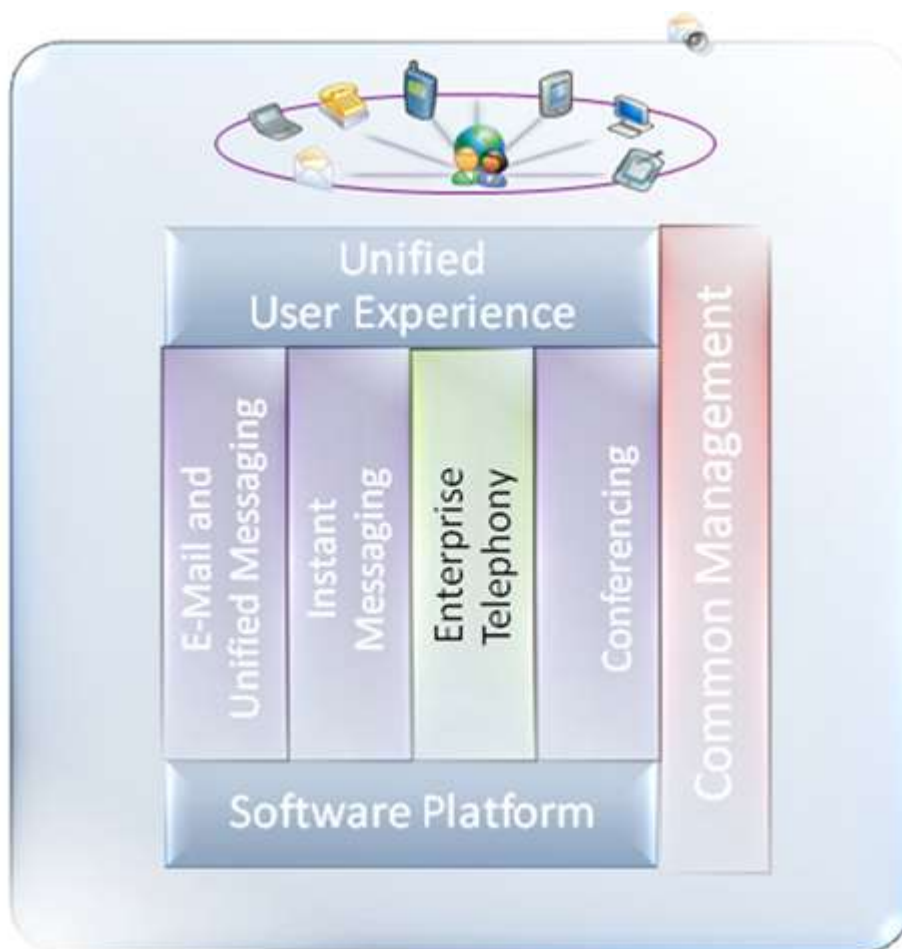 Unified
User Experience
E-Mail and
Unified Messaging
Instant
Messaging
Enterprise
Telephony
Conferencing
Common Management
Software Platform